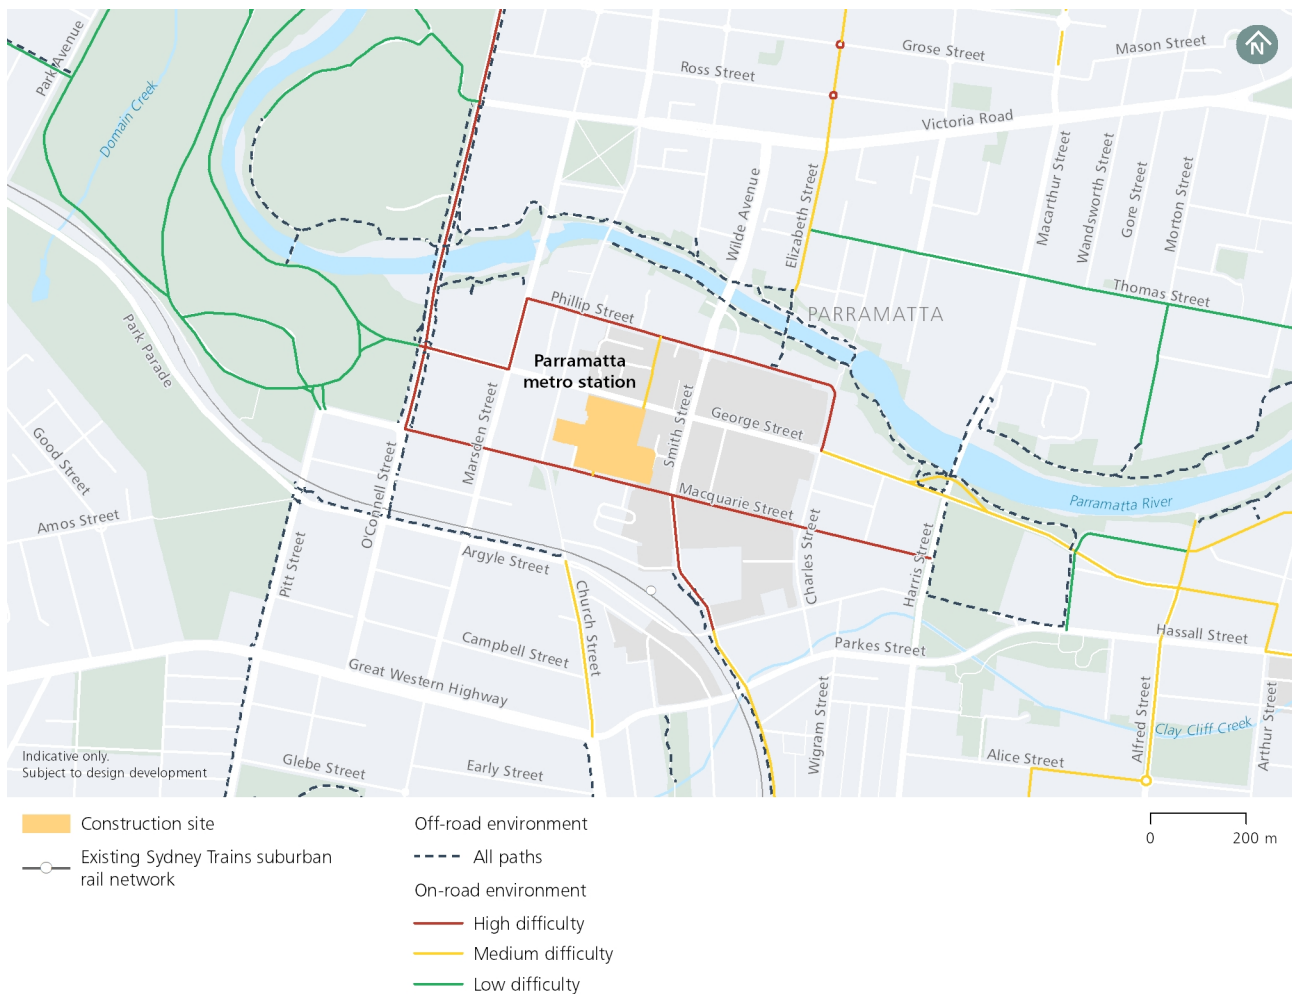 Park Avenue
Domain Creek
Ross Street
Grose Street
Mason Street
N
Victoria Road
Macarthur Street
Wandsworth Street
Gore Street
Morton Street
Wilde Avenue
Elizabeth Street
Thomas Street
PARRAMATTA
Phillip Street
Park Parade
Parramatta
metro station
Marsden Street
Smith Street
George Street
Good Street
O'Connell Street
Macquarie Street
Parramatta River
Amos Street
Pitt Street
Argyle Street
Church Street
Charles Street
Harris Street
Campbell Street
Parkes Street
Hassall Street
Great Western Highway
Wigram Street
Alfred Street
Clay Cliff Creek
Arthur Street
Indicative only.
Subject to design development
Glebe Street
Early Street
Alice Street
Construction site
Existing Sydney Trains suburban
rail network
Off-road environment
All paths
On-road environment
High difficulty
Medium difficulty
Low difficulty
0 200 m